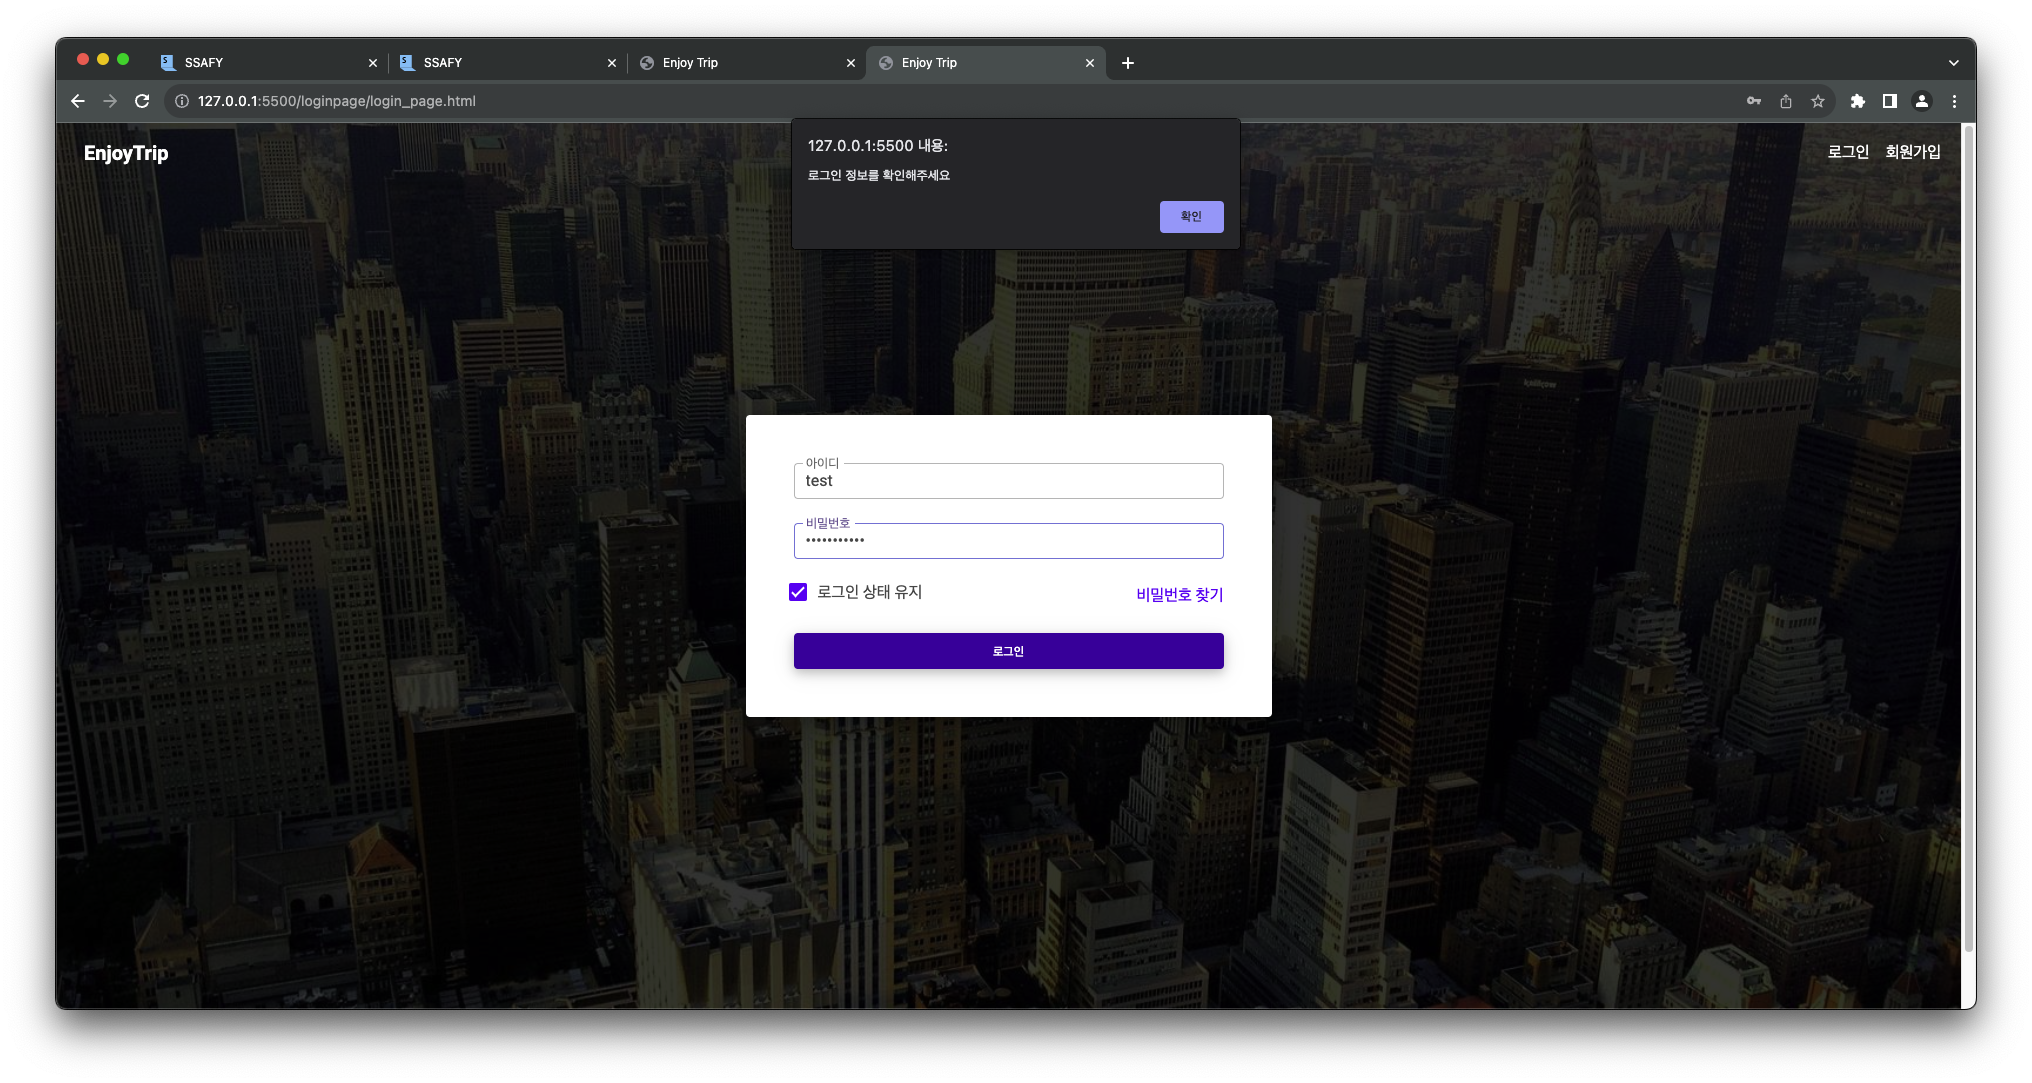 SSAFY
SSAFY
Enjoy Trip
Enjoy Trip
127.0.0.1:5500/loginpage/login_page.html
EnjoyTrip
로그인 회원가입
127.0.0.1:5500 내용:
로그인 정보를 확인해주세요
확인
아이디
test
비밀번호
•••••••••••
로그인 상태 유지
비밀번호 찾기
로그인